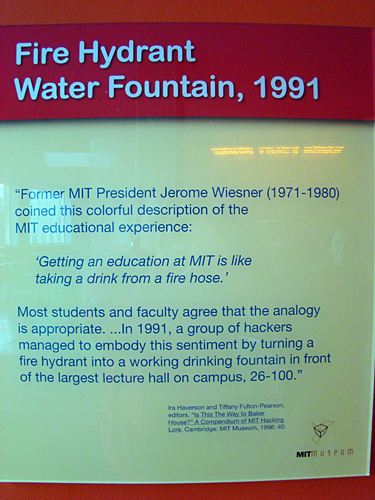 Fire Hydrant
Water Fountain, 1991
"Former MIT President Jerome Wiesner (1971-1980)
coined this colorful description of the
MIT educational experience:
'Getting an education at MIT is like
taking a drink from a fire hose.'
Most students and faculty agree that the analogy
is appropriate. ...In 1991, a group of hackers
managed to embody this sentiment by turning a
fire hydrant into a working drinking fountain in front
of the largest lecture hall on campus, 26-100."
Ira Haverson and Tiffany Fulton-Pearson,
editors. "Is This The Way to Baker
House?" A Compendium of MIT Hacking
Lore. Cambridge: MIT Museum, 1996: 40.
MITMUSEUM